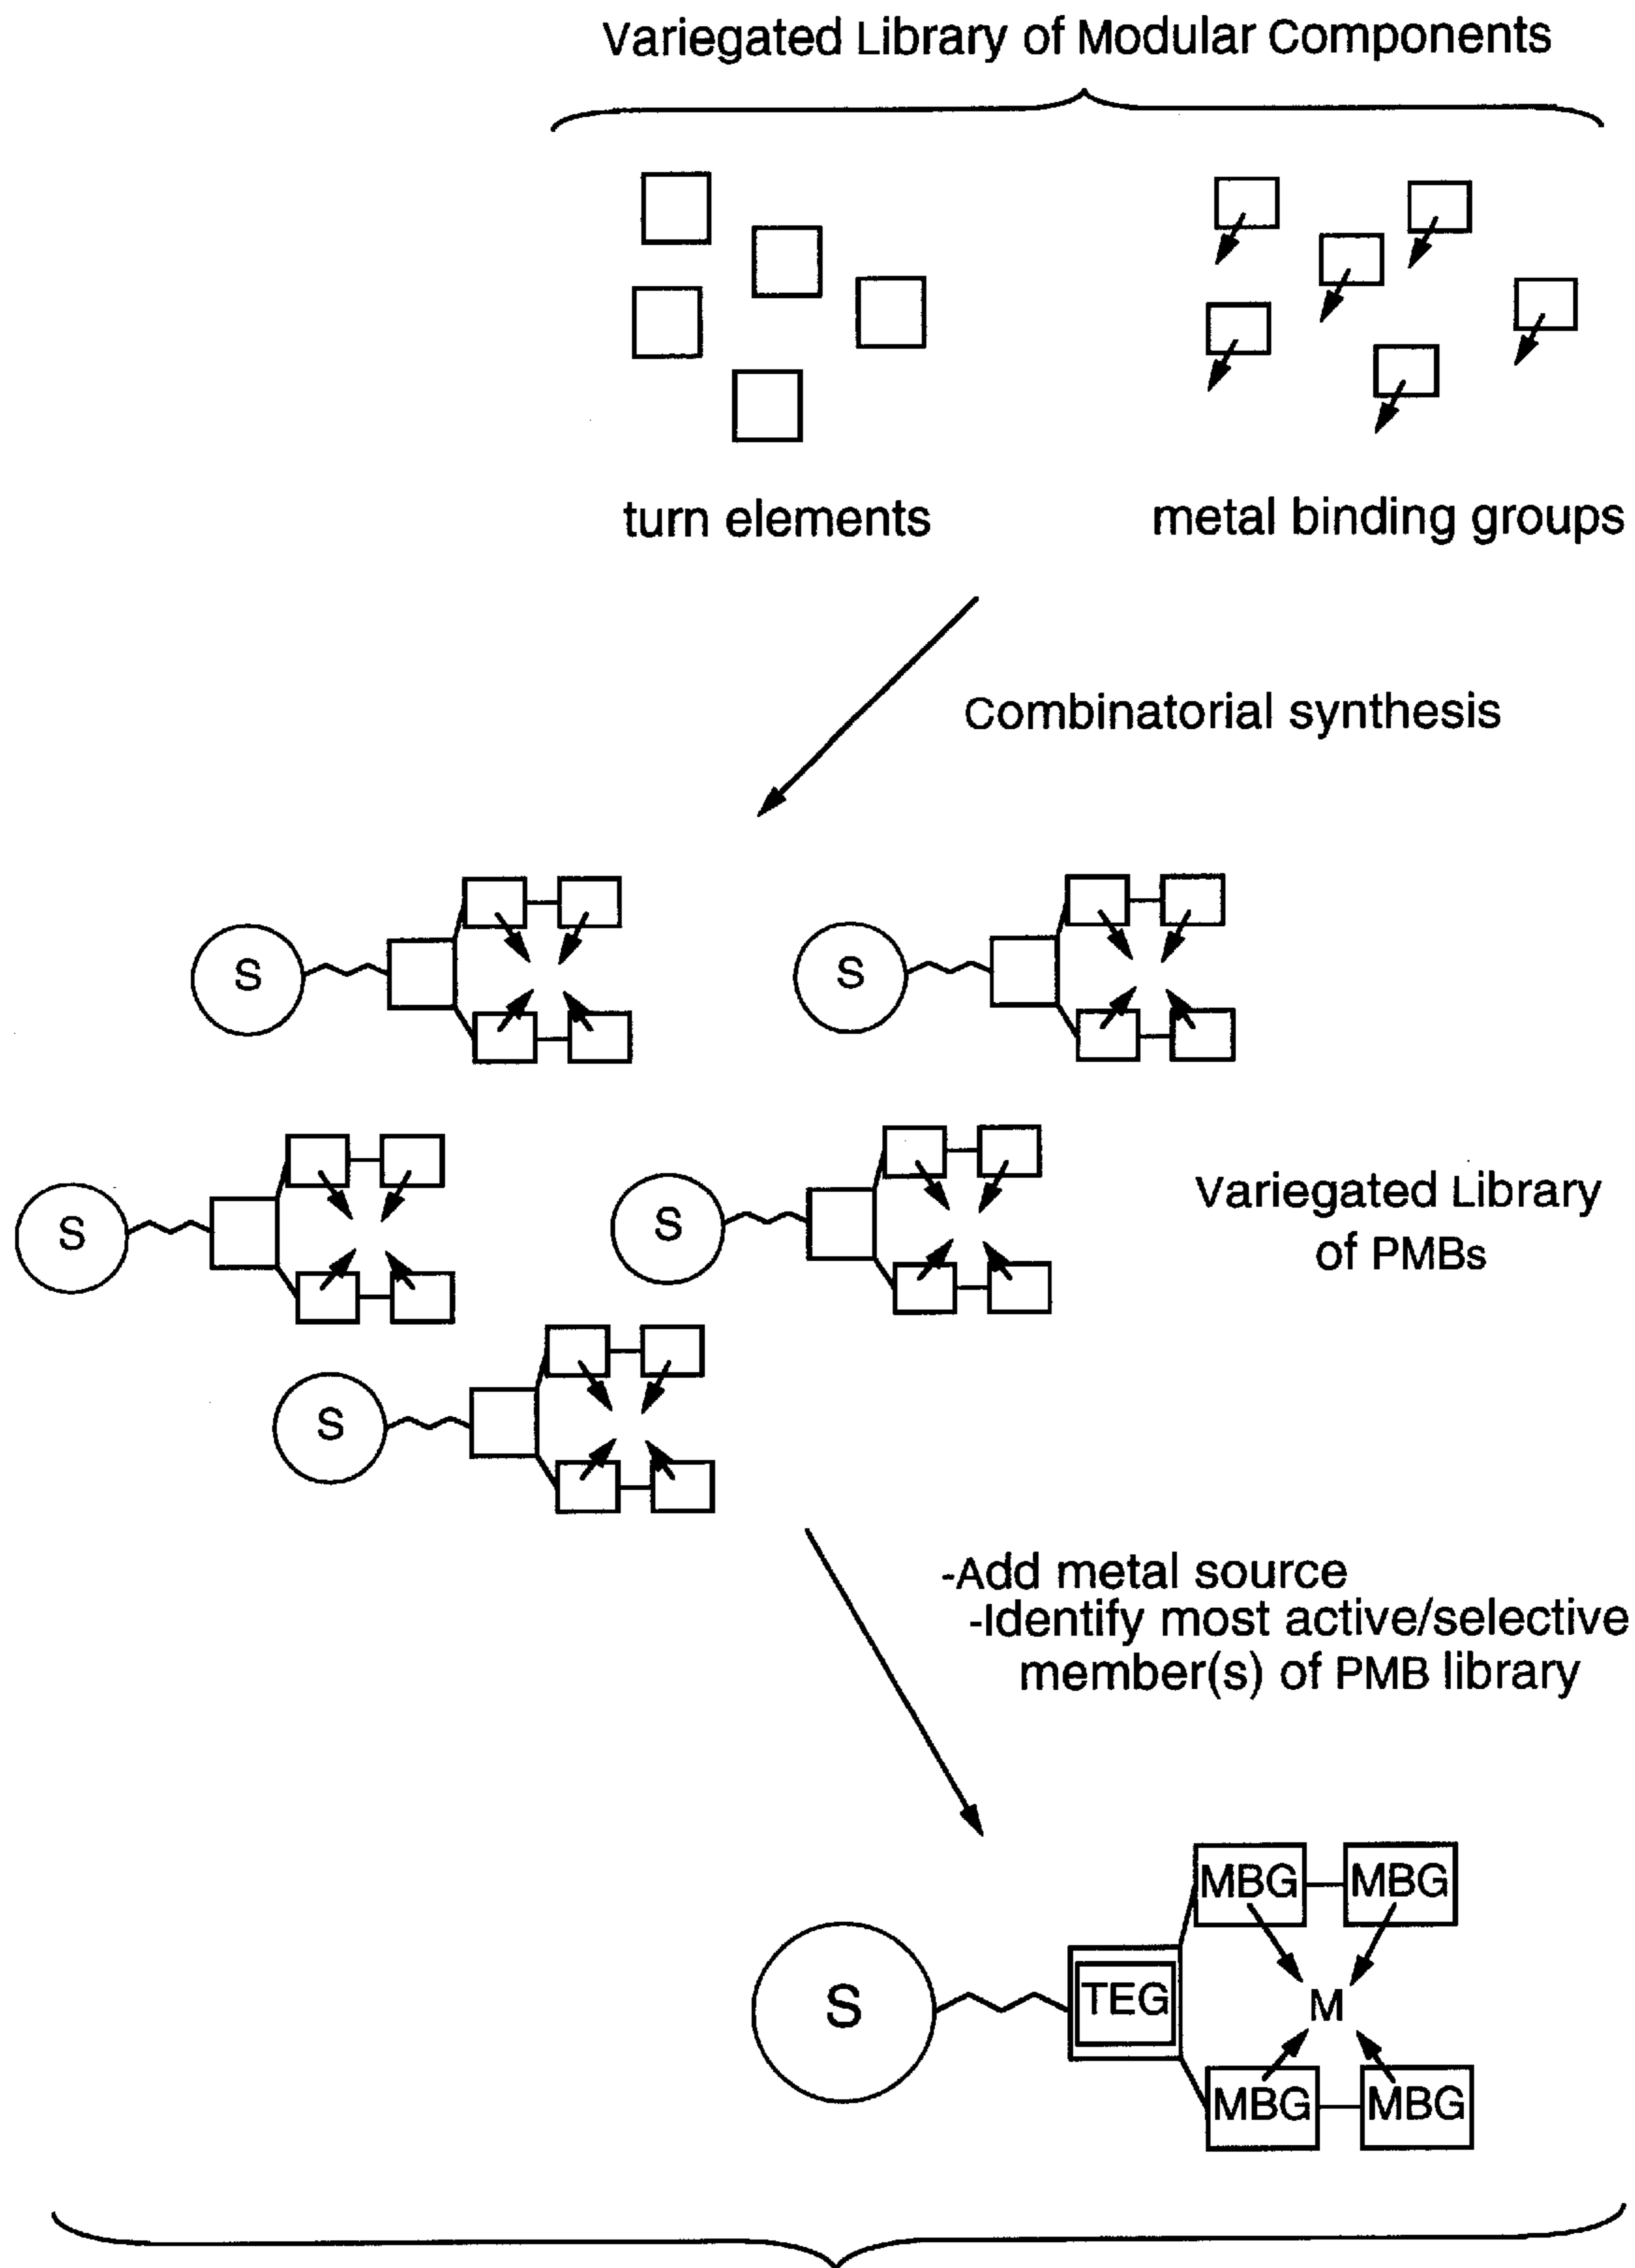 Variegated Library of Modular Components
turn elements
metal binding groups
Combinatorial synthesis
S
S
S
S
Variegated Library
of PMBs
S
-Add metal source
-Identify most active/selective
member(s) of PMB library
MBG
MBG
S
TEG
M
MBG
MBG